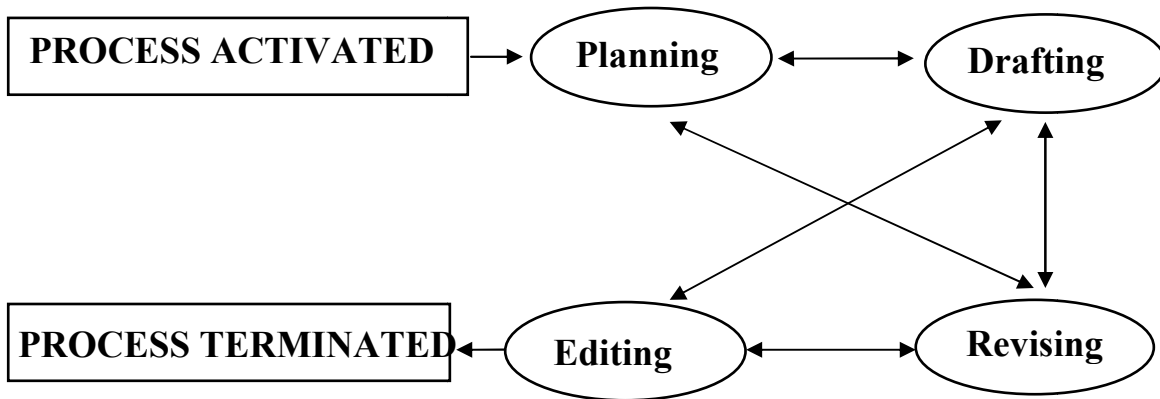 PROCESS ACTIVATED
Planning
Drafting
PROCESS TERMINATED
Editing
Revising